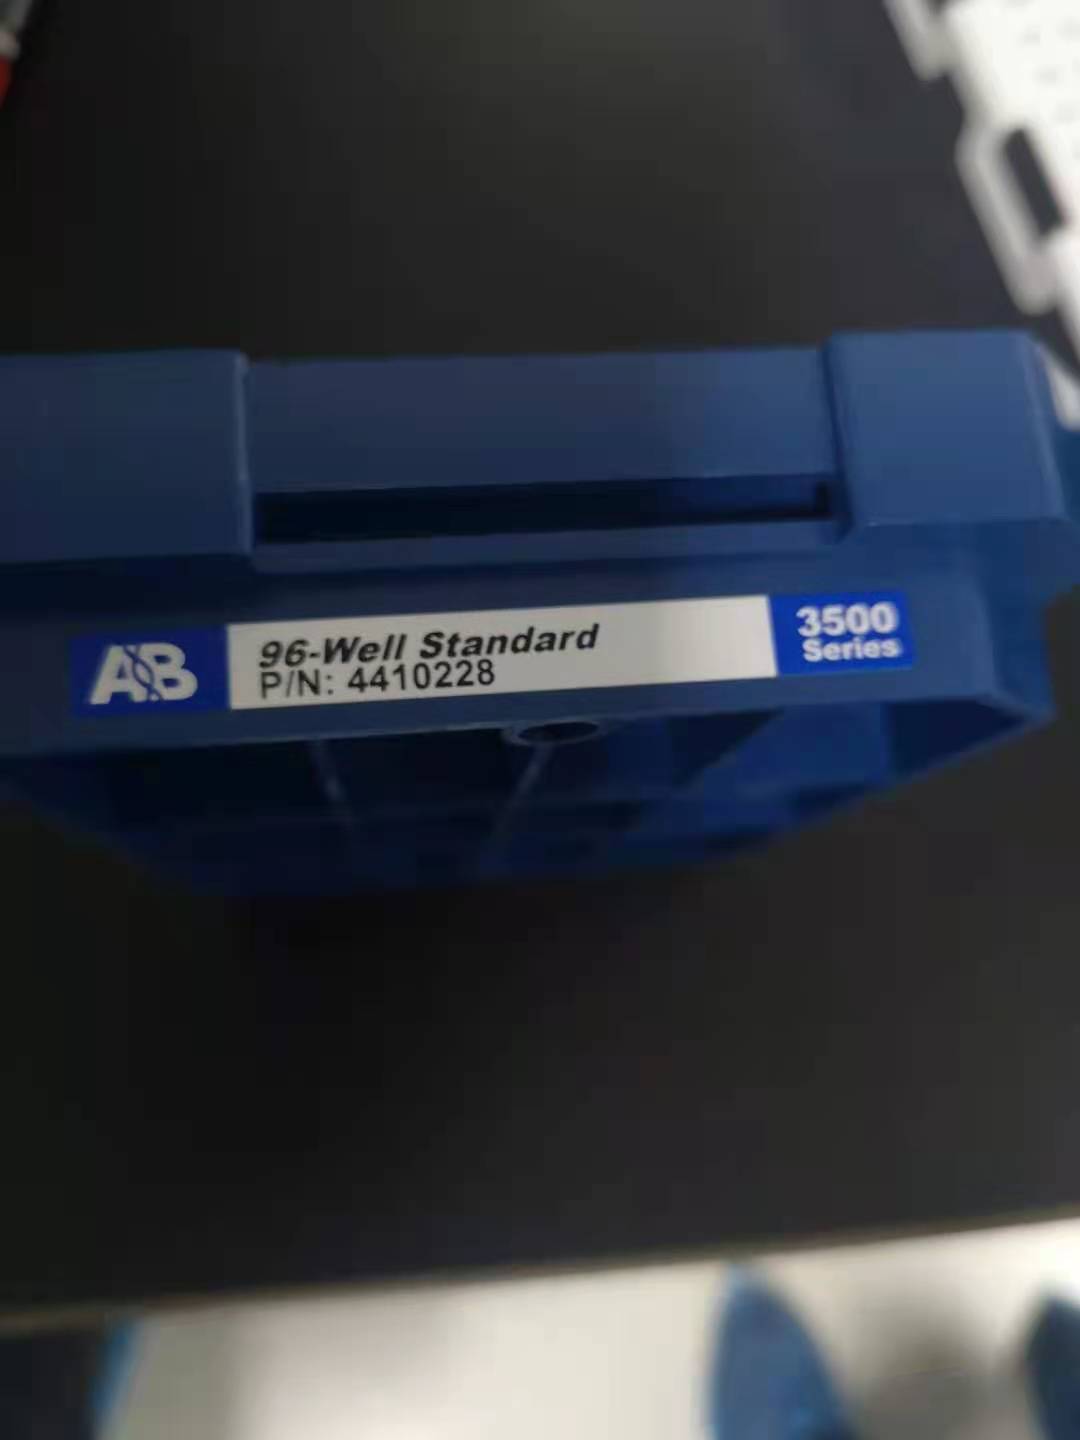 AB
96-Well Standard
P/N: 4410228
3500
Series